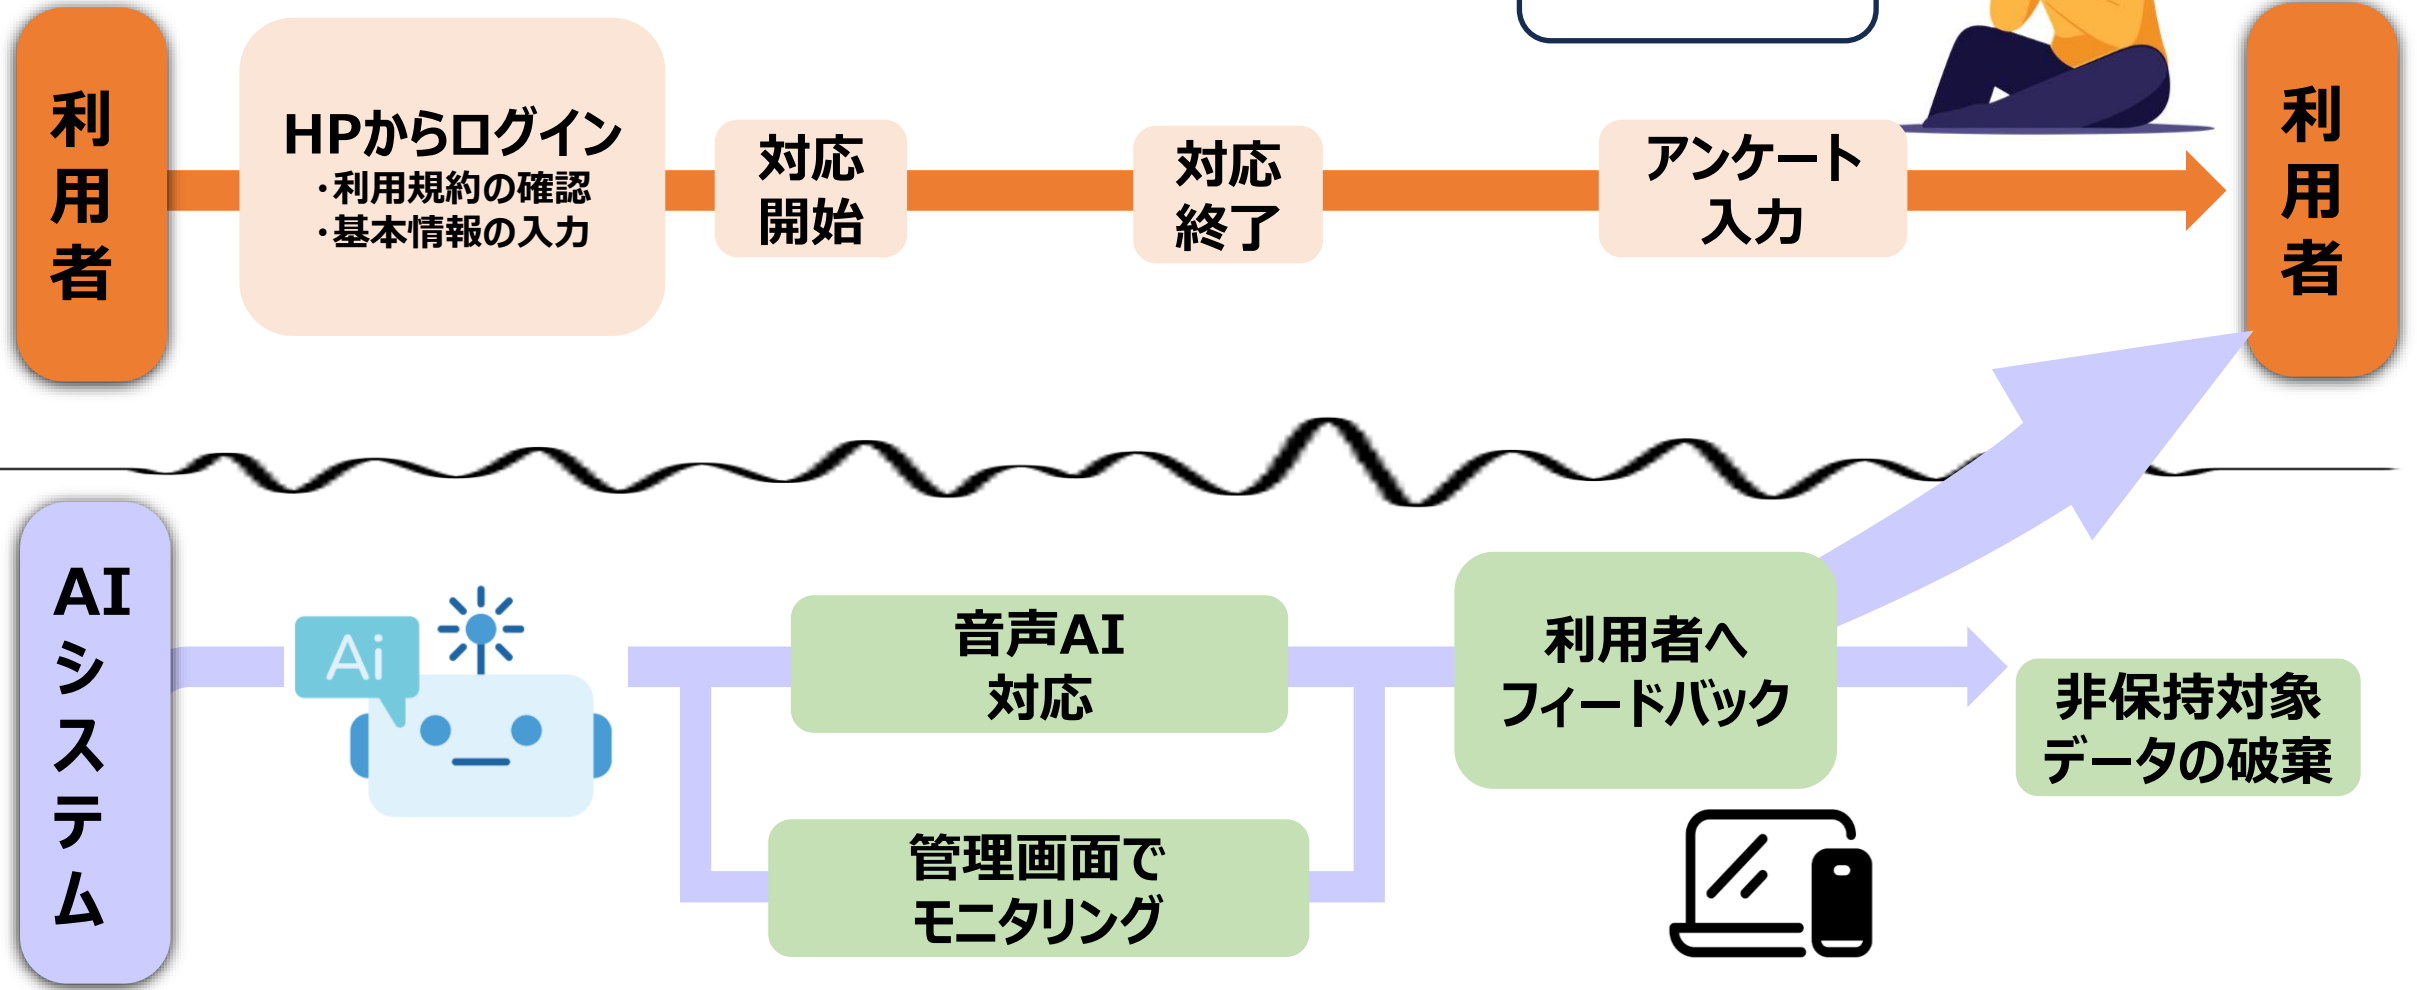 利用者
HPからログイン
・利用規約の確認
・基本情報の入力
対応
開始
対応
終了
アンケート
入力
利用者
AIシステム
Ai
音声AI
対応
管理画面で
モニタリング
利用者へ
フィードバック
非保持対象
データの破棄